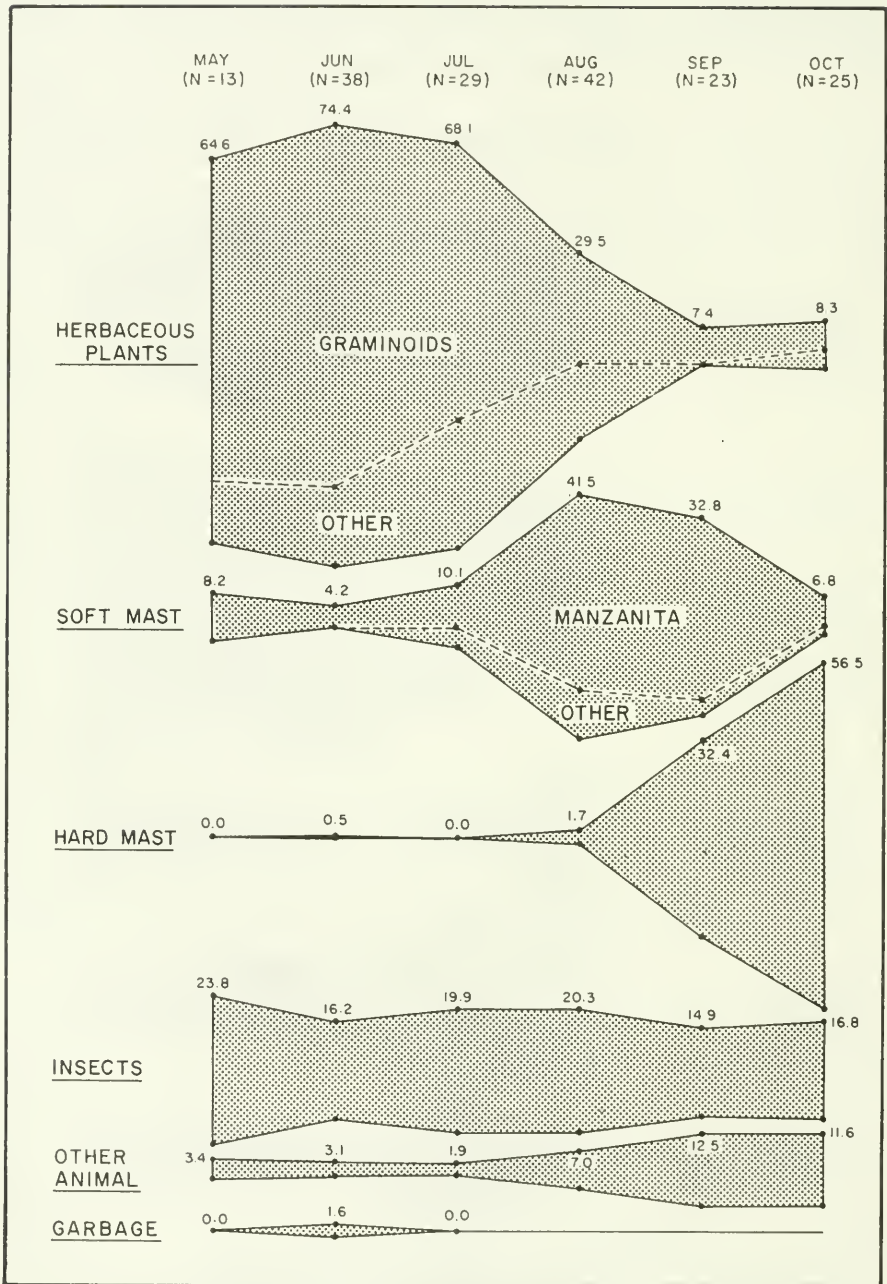 MAY JUN JUL AUG SEP OCT
(N=13) (N=38) (N=29) (N=42) (N=23) (N=25)
64.6 74.4 68.1 29.5 7.4 8.3
HERBACEOUS
PLANTS
GRAMINOIDS
OTHER
8.2 4.2 10.1 41.5 32.8 6.8
SOFT MAST
MANZANITA
OTHER
0.0 0.5 0.0 1.7 32.4 56.5
HARD MAST
23.8 16.2 19.9 20.3 14.9 16.8
INSECTS
3.4 3.1 1.9 7.0 12.5 11.6
OTHER
ANIMAL
0.0 1.6 0.0
GARBAGE